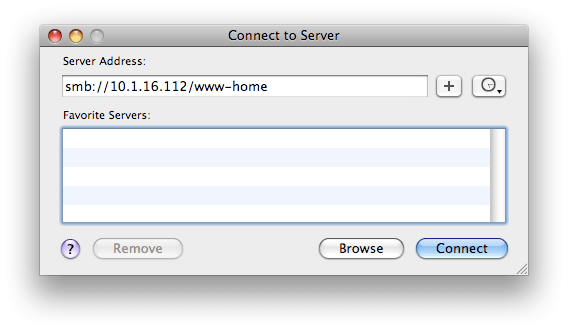 Connect to Server
Server Address:
smb://10.1.16.112/www-home
+
Favorite Servers:
? Remove Browse Connect